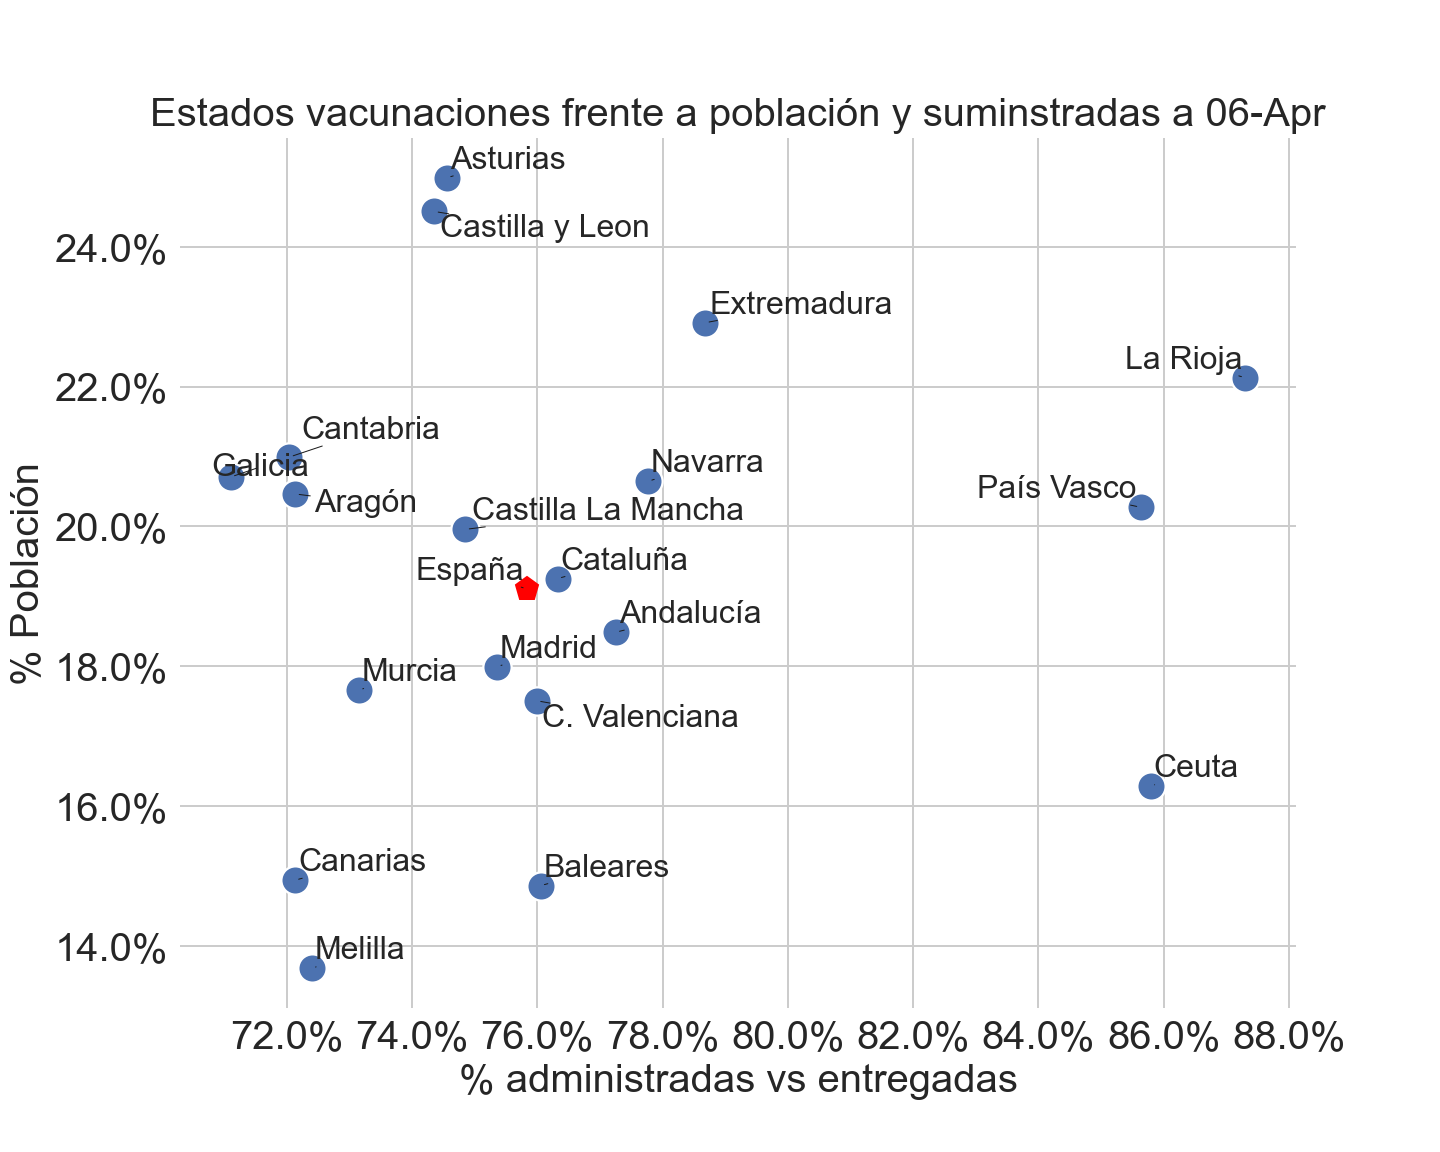 Estados vacunaciones frente a población y suminstradas a 06-Apr
Asturias
Castilla y Leon
24.0%
Extremadura
La Rioja
22.0%
Cantabria
Galicia
Navarra
Aragón
País Vasco
Castilla La Mancha
20.0%
Cataluña
España
Andalucía
Madrid
18.0%
Murcia
C. Valenciana
Ceuta
16.0%
Canarias
Baleares
14.0%
Melilla
% Población
72.0% 74.0% 76.0% 78.0% 80.0% 82.0% 84.0% 86.0% 88.0%
% administradas vs entregadas